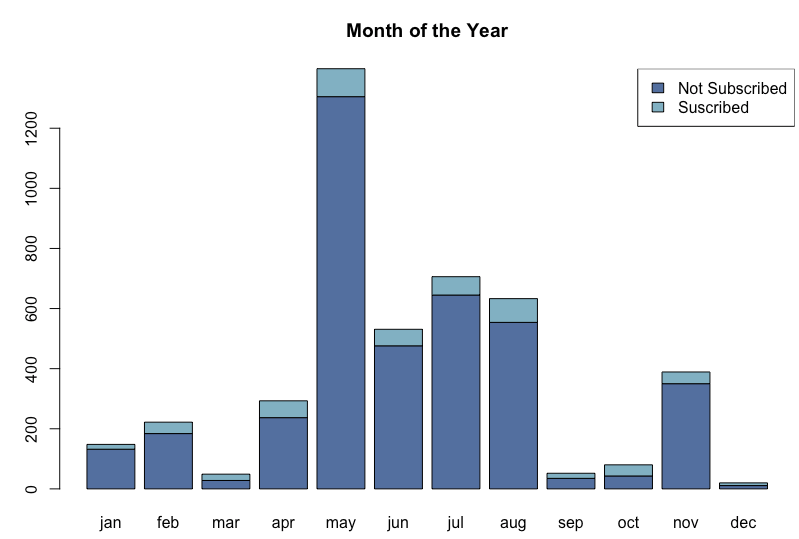 Month of the Year
Not Subscribed
Suscribed
1200
1000
800
600
400
200
0
jan feb mar apr may jun jul aug sep oct nov dec